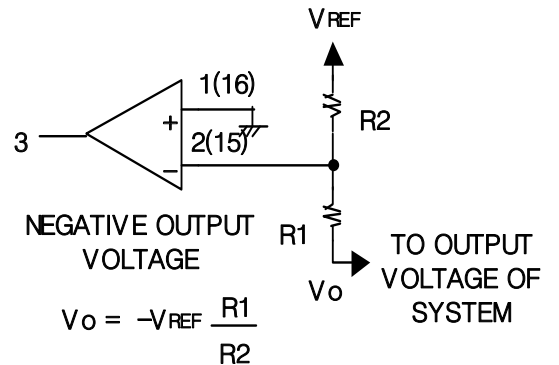 VREF
1(16)
+
R2
3
2(15)
−
NEGATIVE OUTPUT
VOLTAGE
R1
Vo
TO OUTPUT
VOLTAGE OF
SYSTEM
Vo = -VREF R1
R2